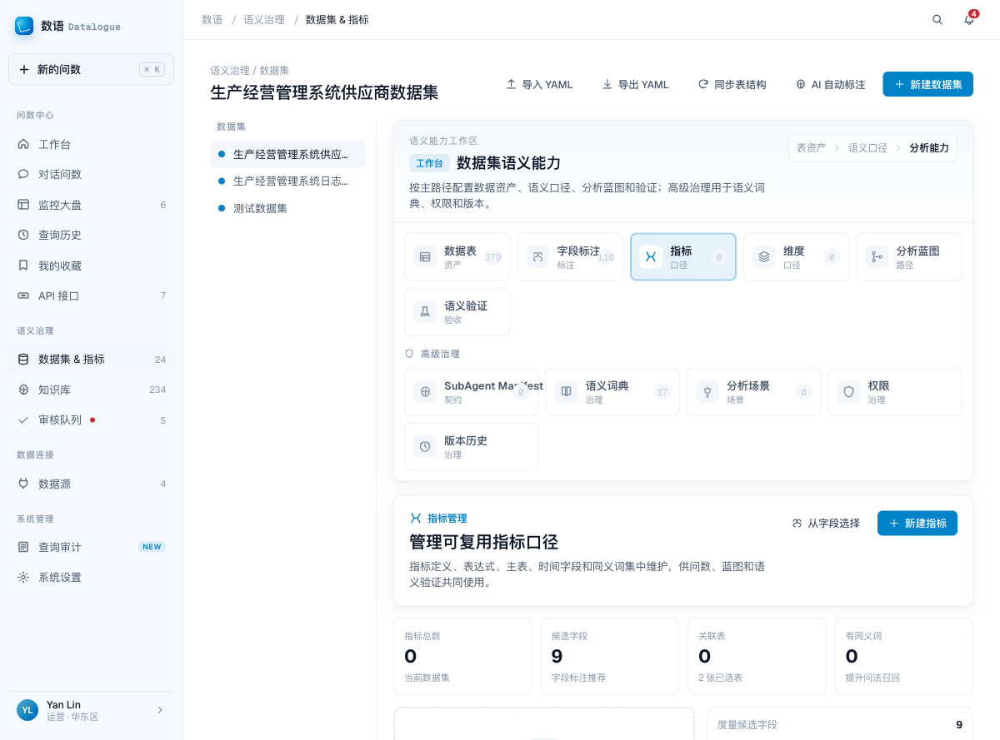 数语 Datalogue
新的问数 ⌘ K
问数中心
工作台
对话问数
监控大盘 6
查询历史
我的收藏
API 接口 7
语义治理
数据集 & 指标 24
知识库 234
审核队列 5
数据连接
数据源 4
系统管理
查询审计 NEW
系统设置
YL Yan Lin
运营 · 华东区
数语 / 语义治理 / 数据集 & 指标
4
语义治理 / 数据集
生产经营管理系统供应商数据集
导入 YAML 导出 YAML 同步表结构 AI 自动标注 新建数据集
数据集
生产经营管理系统供应...
生产经营管理系统日志...
测试数据集
语义能力工作区
工作台 数据集语义能力
表资产 语义口径 分析能力
按主路径配置数据资产、语义口径、分析蓝图和验证；高级治理用于语义词
典、权限和版本。
数据表 379
资产
字段标注 110
标注
指标 0
口径
维度 0
口径
分析蓝图
路径
语义验证
验收
高级治理
SubAgent Manifest 0
契约
语义词典 17
治理
分析场景 0
场景
权限
治理
版本历史
治理
指标管理
管理可复用指标口径
指标定义、表达式、主表、时间字段和同义词集中维护，供问数、蓝图和语
义验证共同使用。
从字段选择 新建指标
指标总数
0
当前数据集
候选字段
9
字段标注推荐
关联表
0
2 张已选表
有同义词
0
提升问法召回
度量候选字段 9